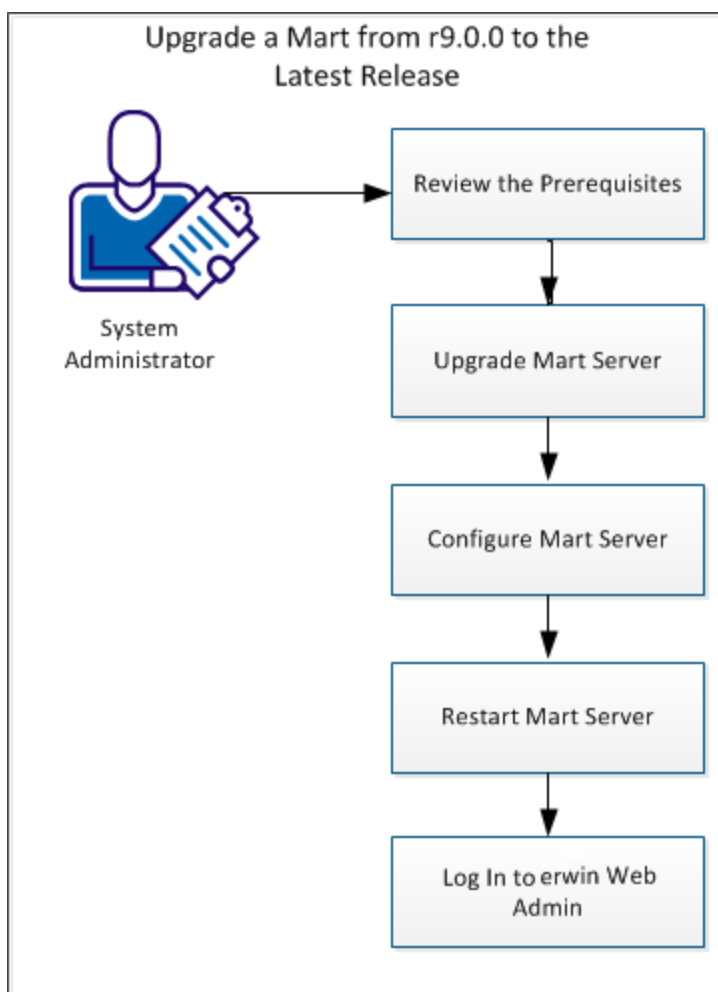 Upgrade a Mart from r9.0.0 to the
Latest Release
System
Administrator
Review the Prerequisites
Upgrade Mart Server
Configure Mart Server
Restart Mart Server
Log In to erwin Web
Admin